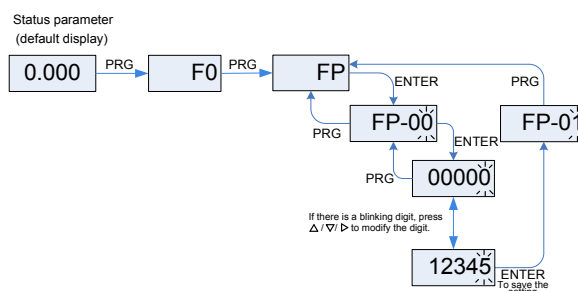 Status parameter
(default display)
0.000
PRG
F0
PRG
FP
ENTER
PRG
PRG
FP-00
FP-01
ENTER
PRG
00000
If there is a blinking digit, press
△ / ▽/ ▷ to modify the digit.
12345
ENTER
To save the
setting